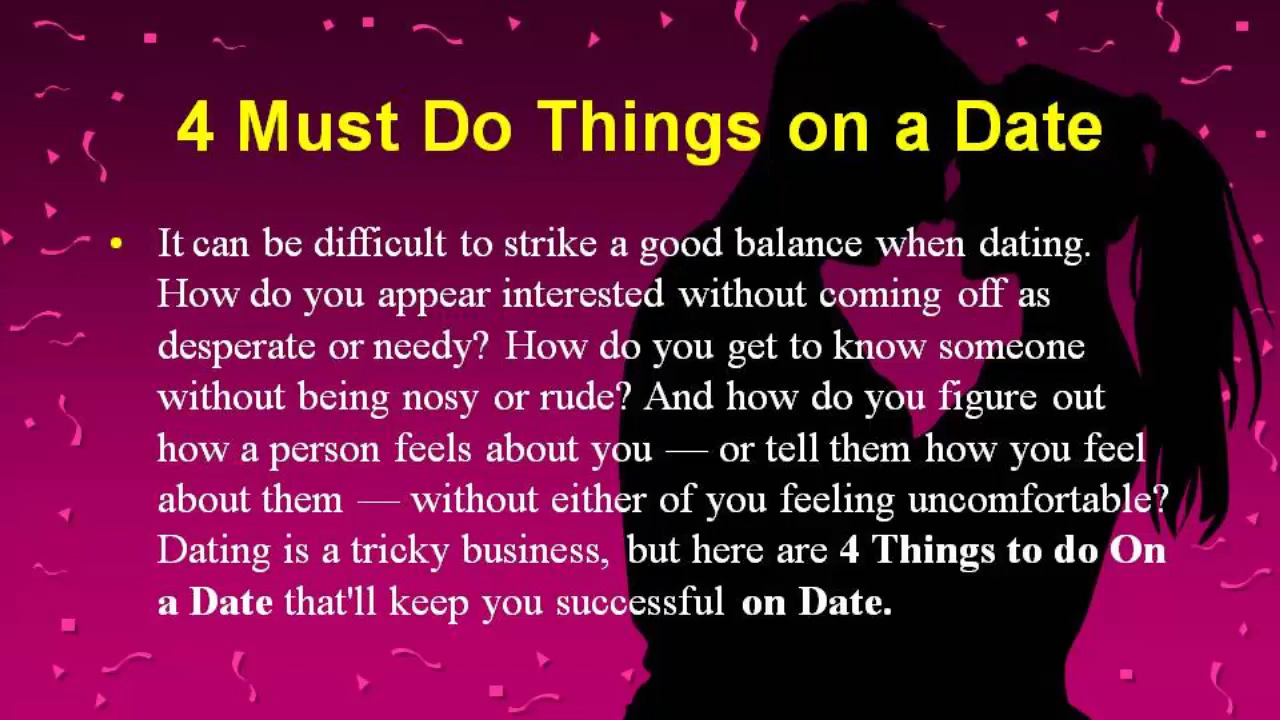 4 Must Do Things on a Date
• It can be difficult to strike a good balance when dating.
How do you appear interested without coming off as
desperate or needy? How do you get to know someone
without being nosy or rude? And how do you figure out
how a person feels about you — or tell them how you feel
about them — without either of you feeling uncomfortable?
Dating is a tricky business, but here are 4 Things to do On
a Date that'll keep you successful on Date.